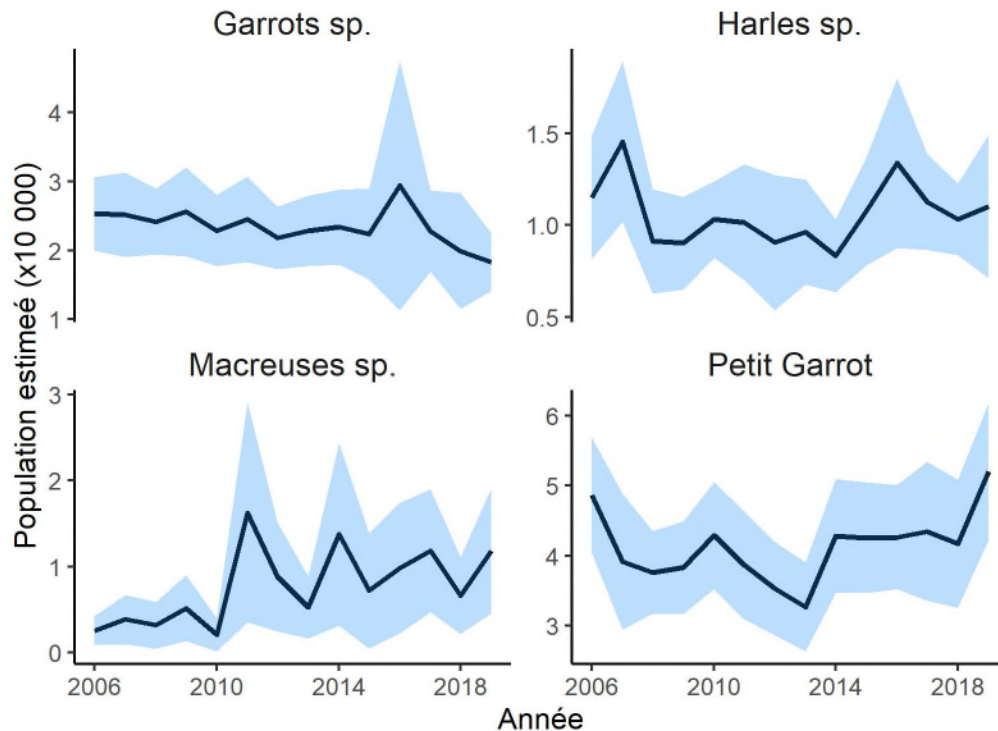 Garrots sp.
Harles sp.
4
3
2
1
1.5
1.0
0.5
Population estimeé (x10 000)
Macreuses sp.
Petit Garrot
3
2
1
0
6
5
4
3
2006 2010 2014 2018
2006 2010 2014 2018
Année